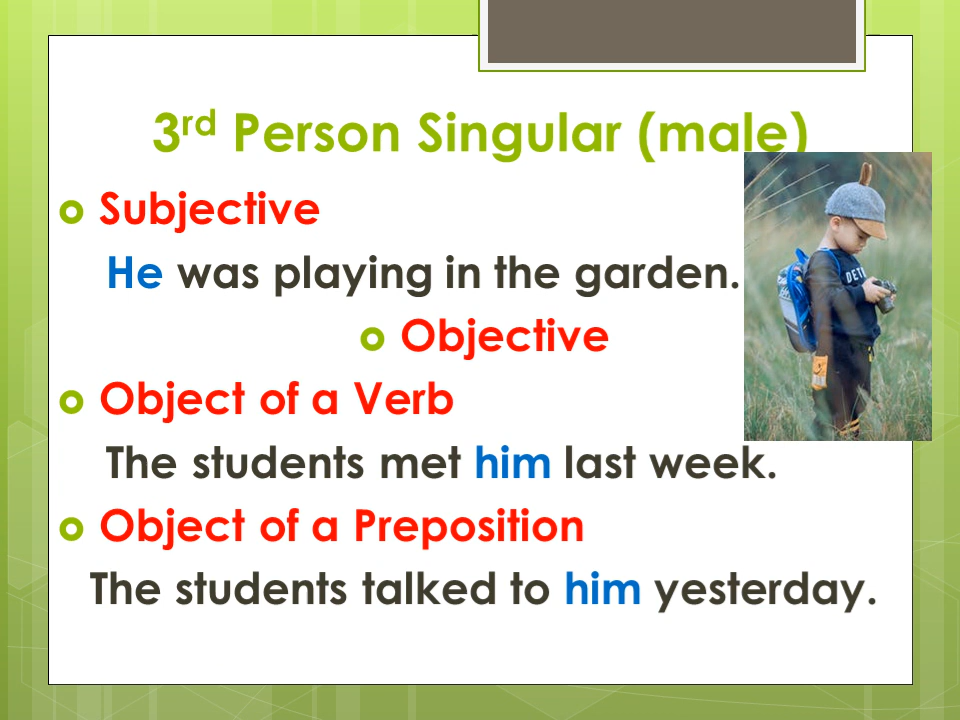 3rd Person Singular (male)
Subjective
He was playing in the garden.
Objective
Object of a Verb
The students met him last week.
Object of a Preposition
The students talked to him yesterday.